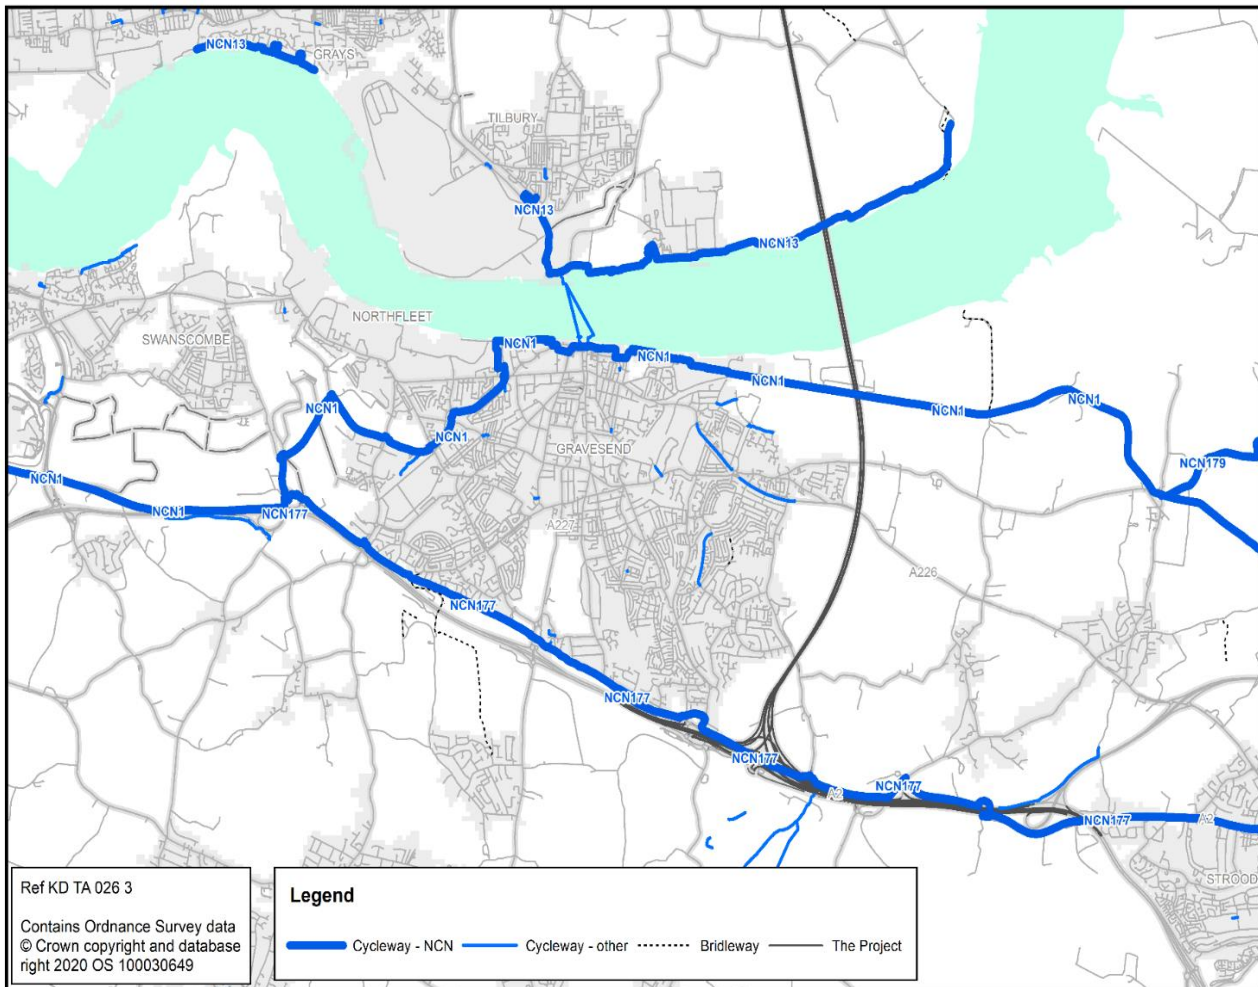 NCN13
GRAYS
TILBURY
NCN13
NCN13
NORTHFLEET
SWANSCOMBE
NCN1
NCN1
NCN1
NCN1
NCN1
NCN1
GRAVESEND
NCN179
NCN1
NCN1
NCN177
A227
A226
NCN177
NCN177
NCN177
NCN177
A2
NCN177
A2
STROOD
Ref KD TA 026 3
Contains Ordnance Survey data
© Crown copyright and database
right 2020 OS 100030649
Legend
Cycleway - NCN
Cycleway - other
Bridleway
The Project